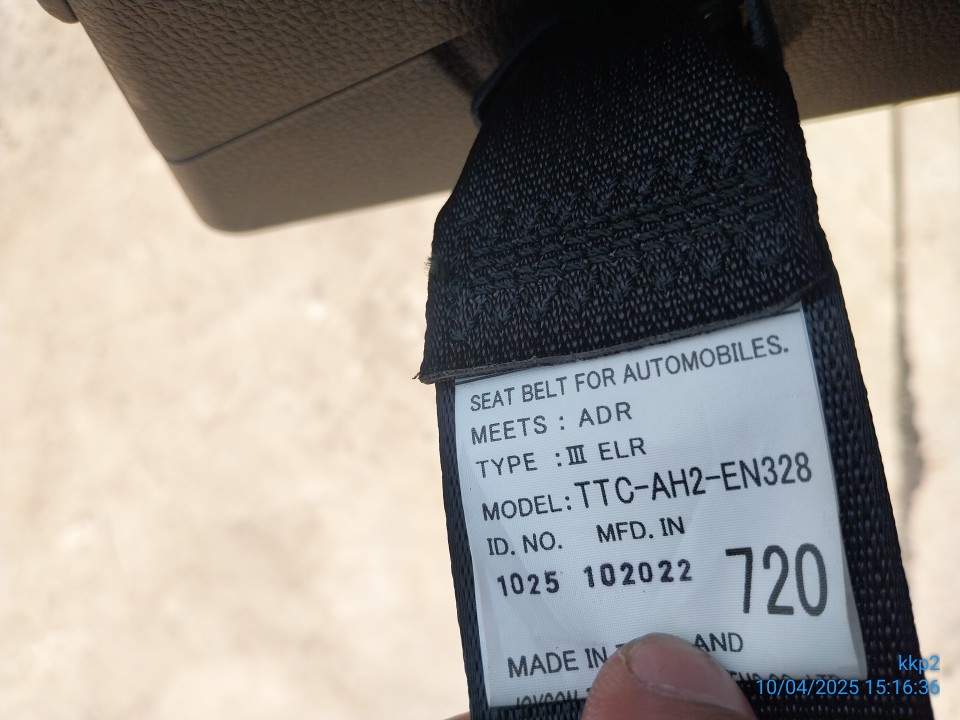 SEAT BELT FOR AUTOMOBILES.
MEETS : ADR
TYPE : III ELR
MODEL: TTC-AH2-EN328
ID. NO. MFD. IN
1025 102022 720
MADE IN
kkp2
10/04/2025 15:16:36